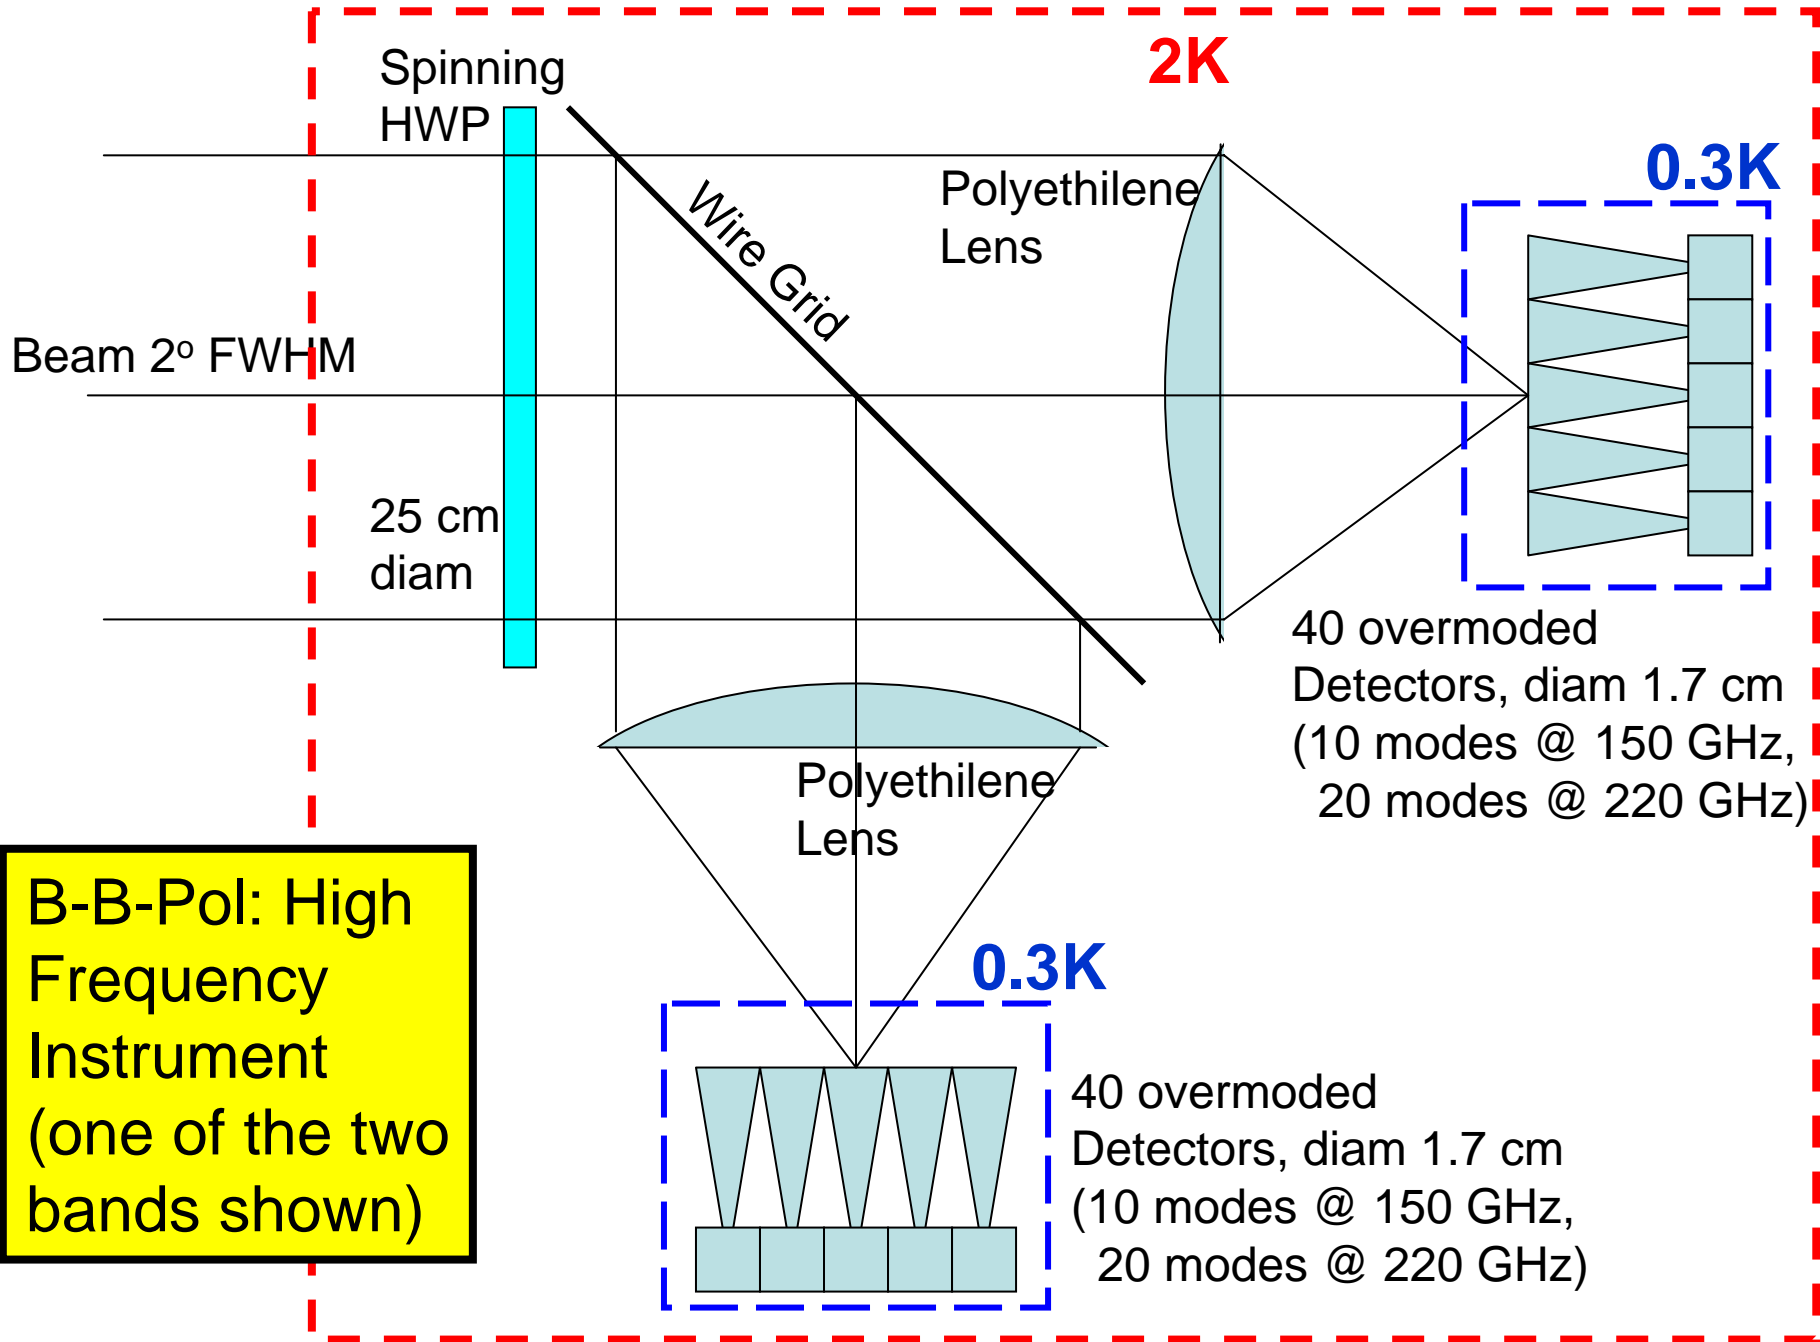 2K
Spinning
HWP
0.3K
Polyethilene
Lens
Wire Grid
Beam 2º FWHM
25 cm
diam
40 overmoded
Detectors, diam 1.7 cm
(10 modes @ 150 GHz,
20 modes @ 220 GHz)
Polyethilene
Lens
B-B-Pol: High
Frequency
Instrument
(one of the two
bands shown)
0.3K
40 overmoded
Detectors, diam 1.7 cm
(10 modes @ 150 GHz,
20 modes @ 220 GHz)